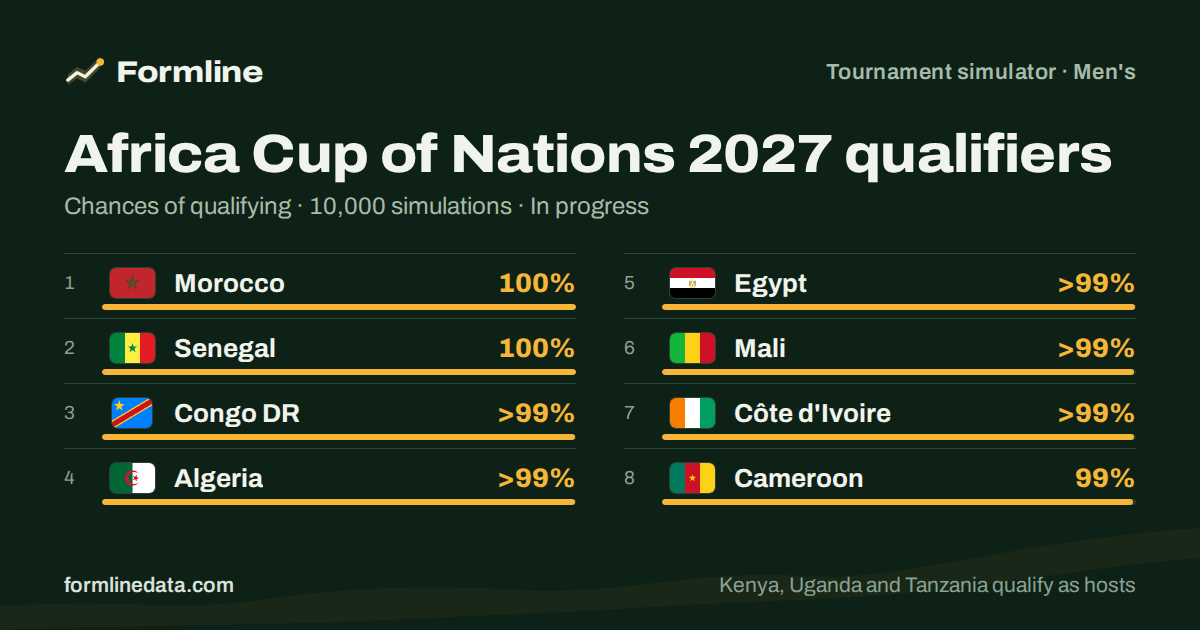 Formline
Tournament simulator · Men's
Africa Cup of Nations 2027 qualifiers
Chances of qualifying · 10,000 simulations · In progress
1 Morocco 100%
2 Senegal 100%
3 Congo DR >99%
4 Algeria >99%
5 Egypt >99%
6 Mali >99%
7 Côte d'Ivoire >99%
8 Cameroon 99%
formlinedata.com
Kenya, Uganda and Tanzania qualify as hosts